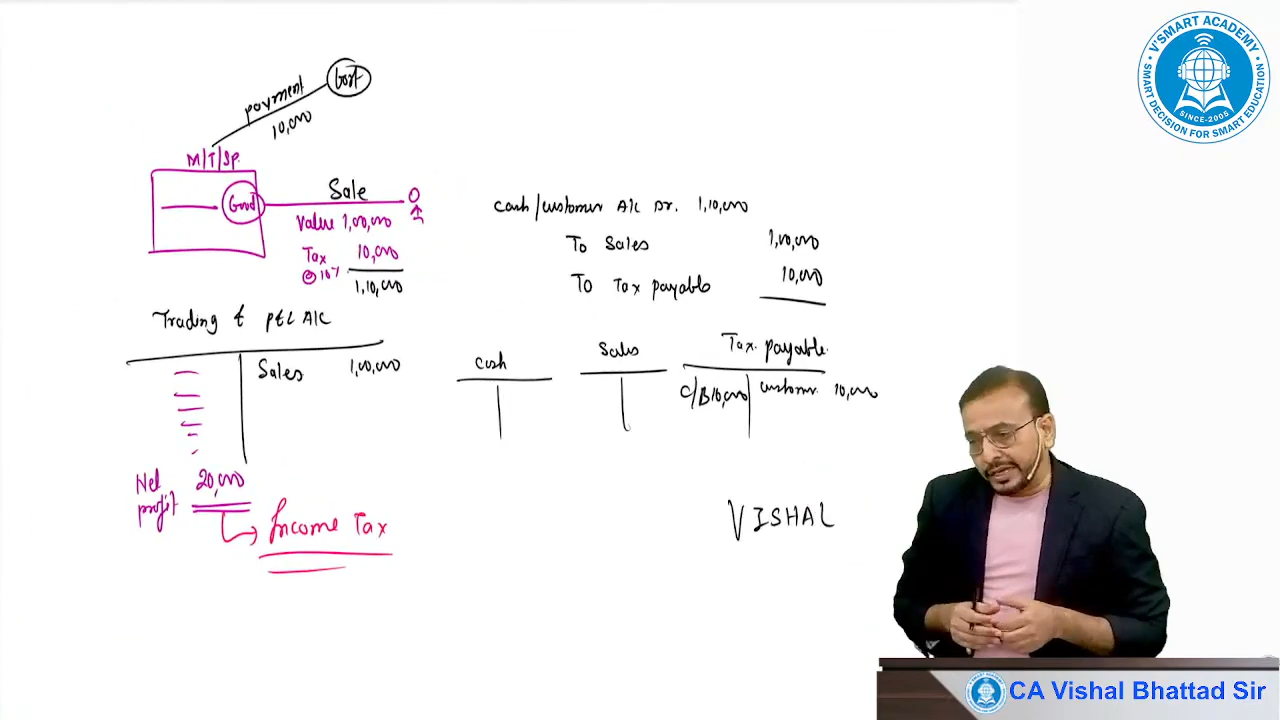 V'SMART ACADEMY
SMART DECISION FOR SMART EDUCATION
SINCE-2005
Govt
payment
10,000
M/T/SP.
Good
Sale
Value 1,00,000
Tax 10,000
@ 10%
1,10,000
Cash/customer A/c Dr. 1,10,000
To Sales 1,00,000
To Tax payable 10,000
Trading & P&L A/c
Sales 1,00,000
Net profit 20,000
Income Tax
Cash
Sales
Tax payable
C/B 10,000 customer 10,000
VISHAL
CA Vishal Bhattad Sir